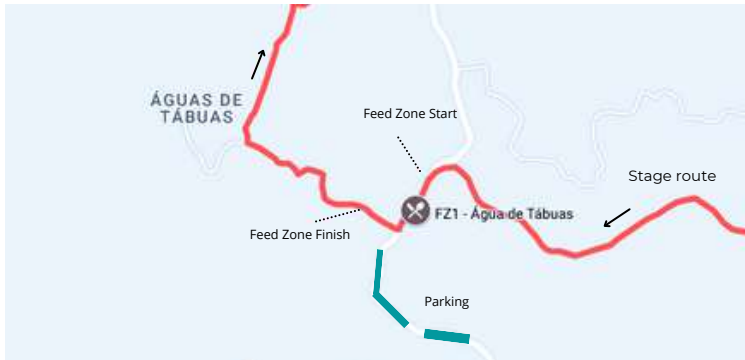 ÁGUAS DE
TÁBUAS
Feed Zone Start
Stage route
FZ1 - Água de Tábuas
Feed Zone Finish
Parking